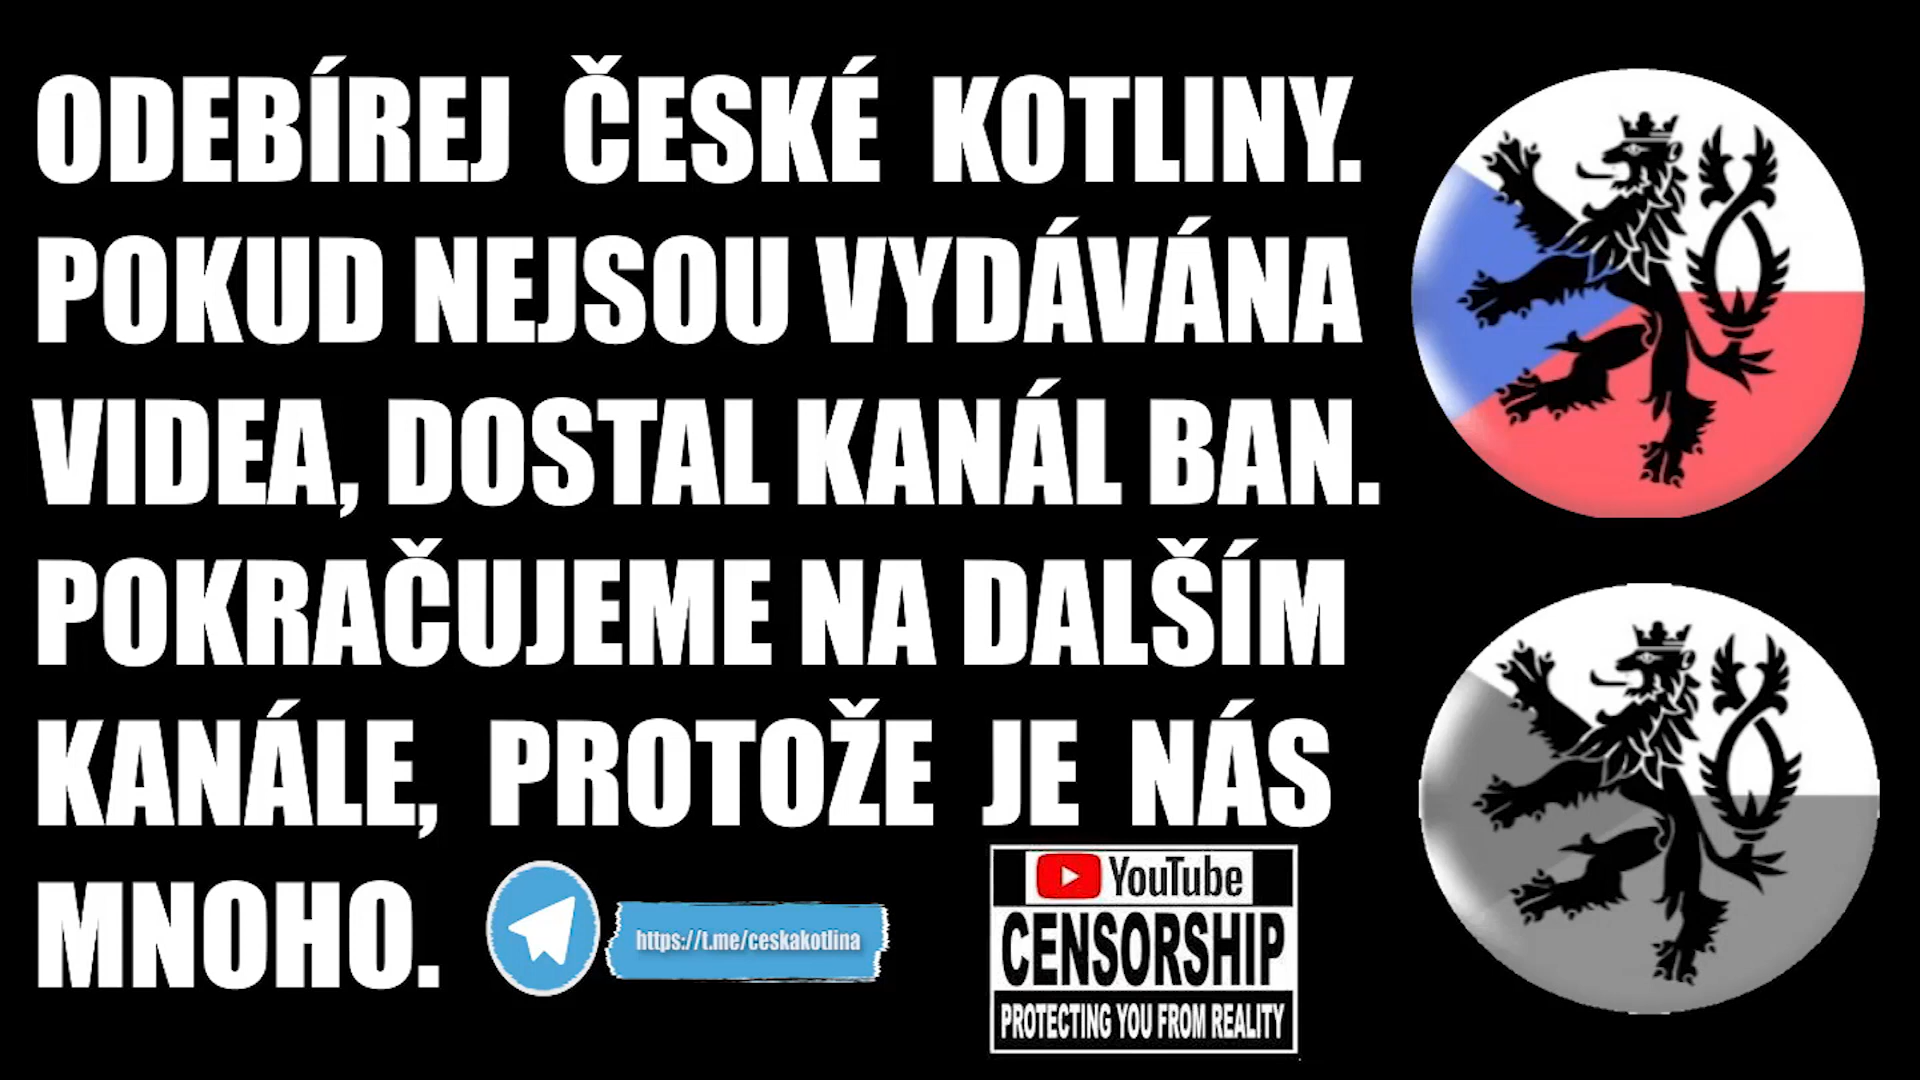 ODEBÍREJ ČESKÉ KOTLINY.
POKUD NEJSOU VYDÁVÁNA
VIDEA, DOSTAL KANÁL BAN.
POKRAČUJEME NA DALŠÍM
KANÁLE, PROTOŽE JE NÁS
MNOHO.
https://t.me/ceskakotlina
YouTube
CENSORSHIP
PROTECTING YOU FROM REALITY